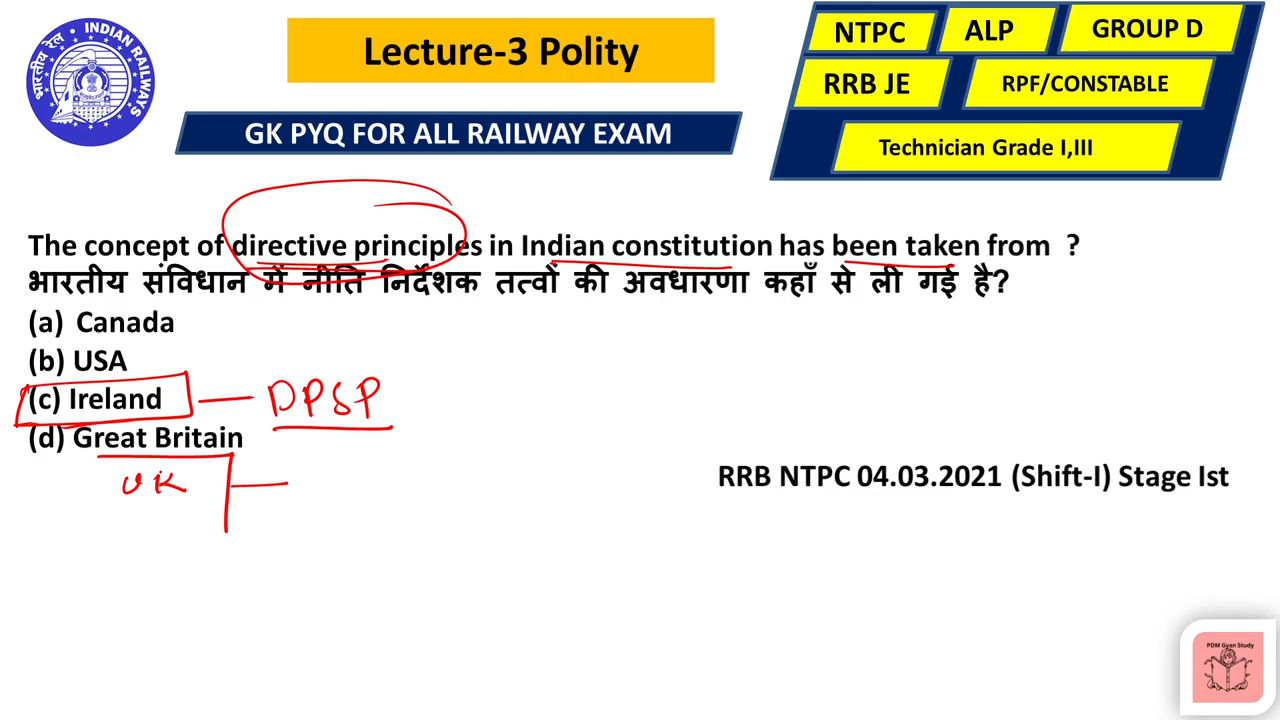 भारतीय रेल INDIAN RAILWAYS
Lecture-3 Polity
GK PYQ FOR ALL RAILWAY EXAM
NTPC ALP GROUP D
RRB JE RPF/CONSTABLE
Technician Grade I,III
The concept of directive principles in Indian constitution has been taken from ?
भारतीय संविधान में नीति निर्देशक तत्वों की अवधारणा कहाँ से ली गई है?
(a) Canada
(b) USA
(c) Ireland — DPSP
(d) Great Britain
UK
RRB NTPC 04.03.2021 (Shift-I) Stage Ist
PDM Gyan Study